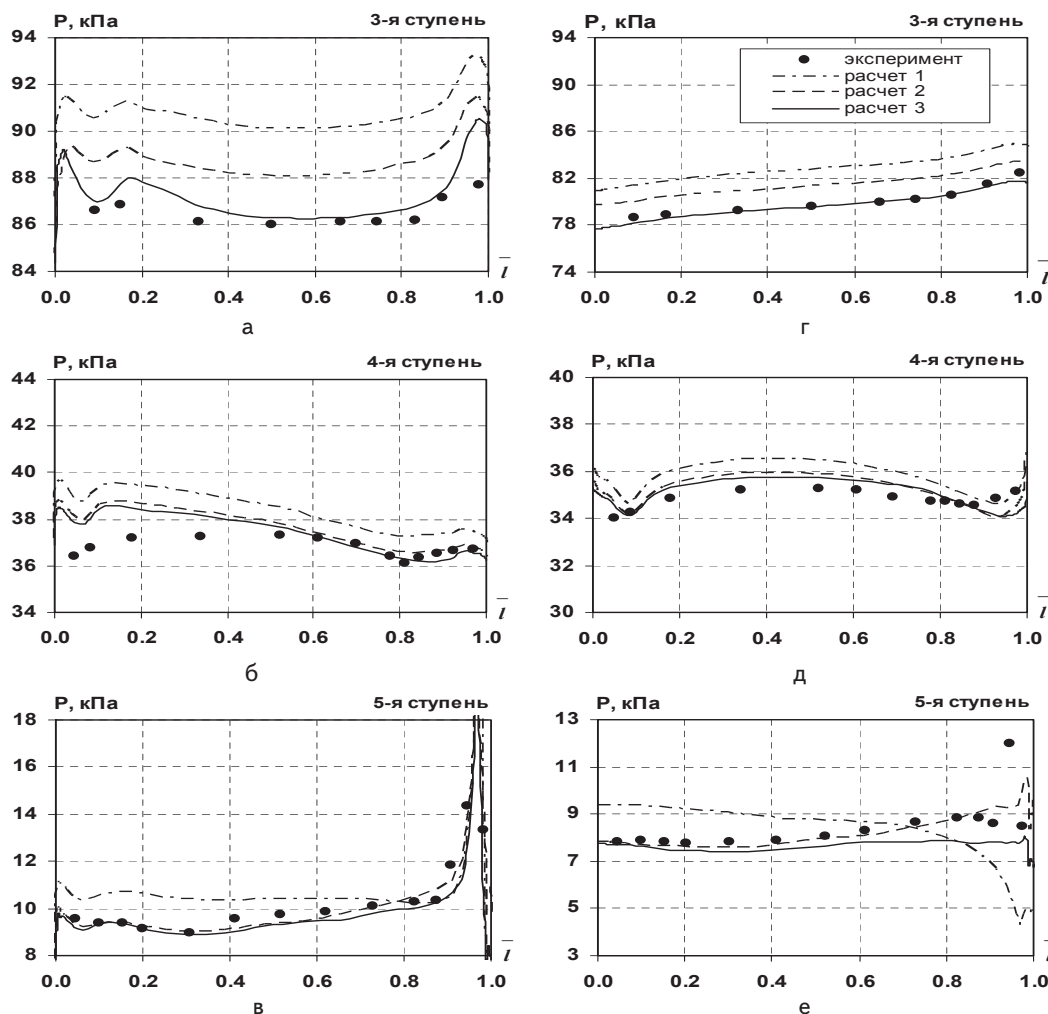 P, кПа 3-я ступень
94
92
90
88
86
84
0.0 0.2 0.4 0.6 0.8 1.0
l
а
P, кПа 3-я ступень
94
90
86
82
78
74
0.0 0.2 0.4 0.6 0.8 1.0
l
эксперимент
расчет 1
расчет 2
расчет 3
г
P, кПа 4-я ступень
44
42
40
38
36
34
0.0 0.2 0.4 0.6 0.8 1.0
l
б
P, кПа 4-я ступень
40
38
36
34
32
30
0.0 0.2 0.4 0.6 0.8 1.0
l
д
P, кПа 5-я ступень
18
16
14
12
10
8
0.0 0.2 0.4 0.6 0.8 1.0
l
в
P, кПа 5-я ступень
13
11
9
7
5
3
0.0 0.2 0.4 0.6 0.8 1.0
l
е